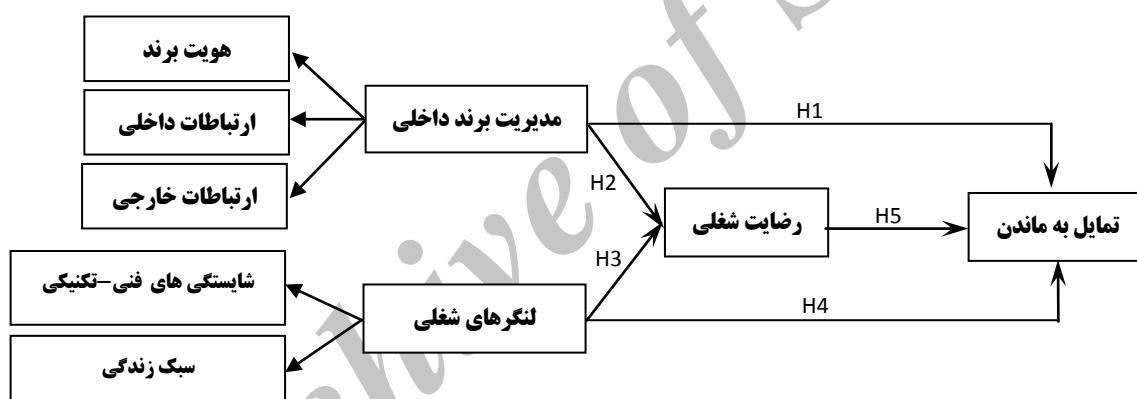 هویت برند
ارتباطات داخلی
ارتباطات خارجی
مدیریت برند داخلی
H1
H2
رضایت شغلی
H5
تمایل به ماندن
H3
شایستگی های فنی-تکنیکی
لنگرهای شغلی
H4
سبک زندگی